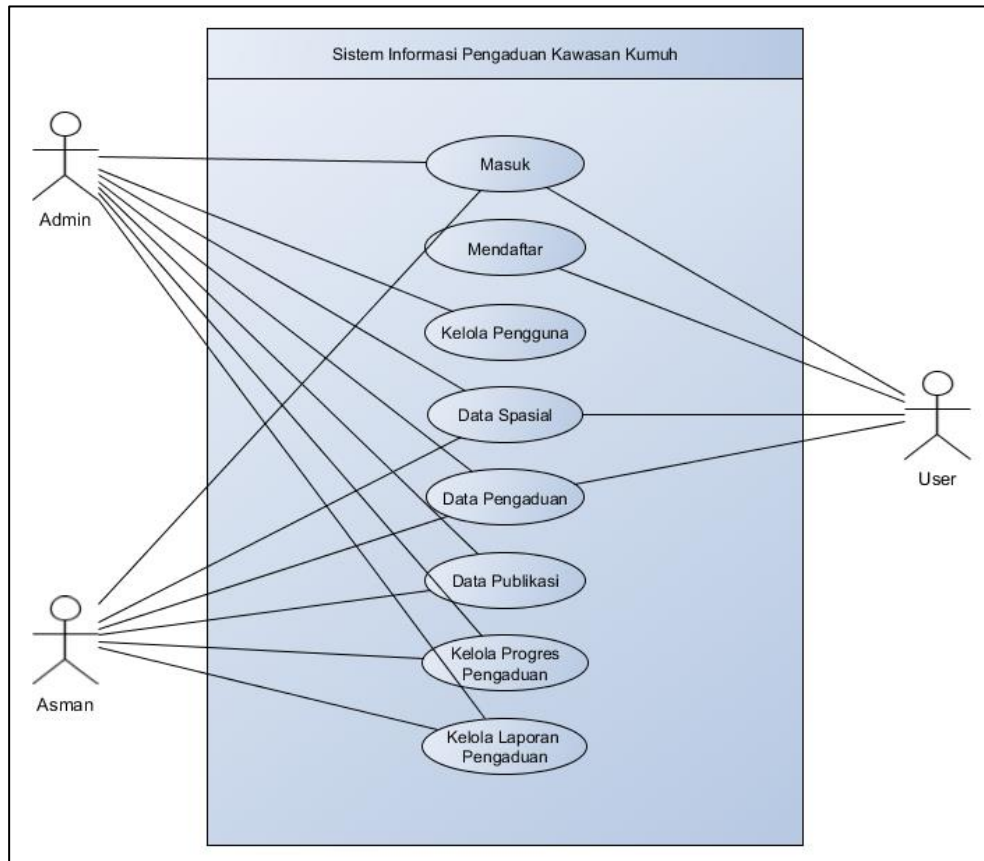 Sistem Informasi Pengaduan Kawasan Kumuh
Admin
Masuk
Mendaftar
Kelola Pengguna
Data Spasial
Data Pengaduan
Data Publikasi
Kelola Progres
Pengaduan
Kelola Laporan
Pengaduan
Asman
User